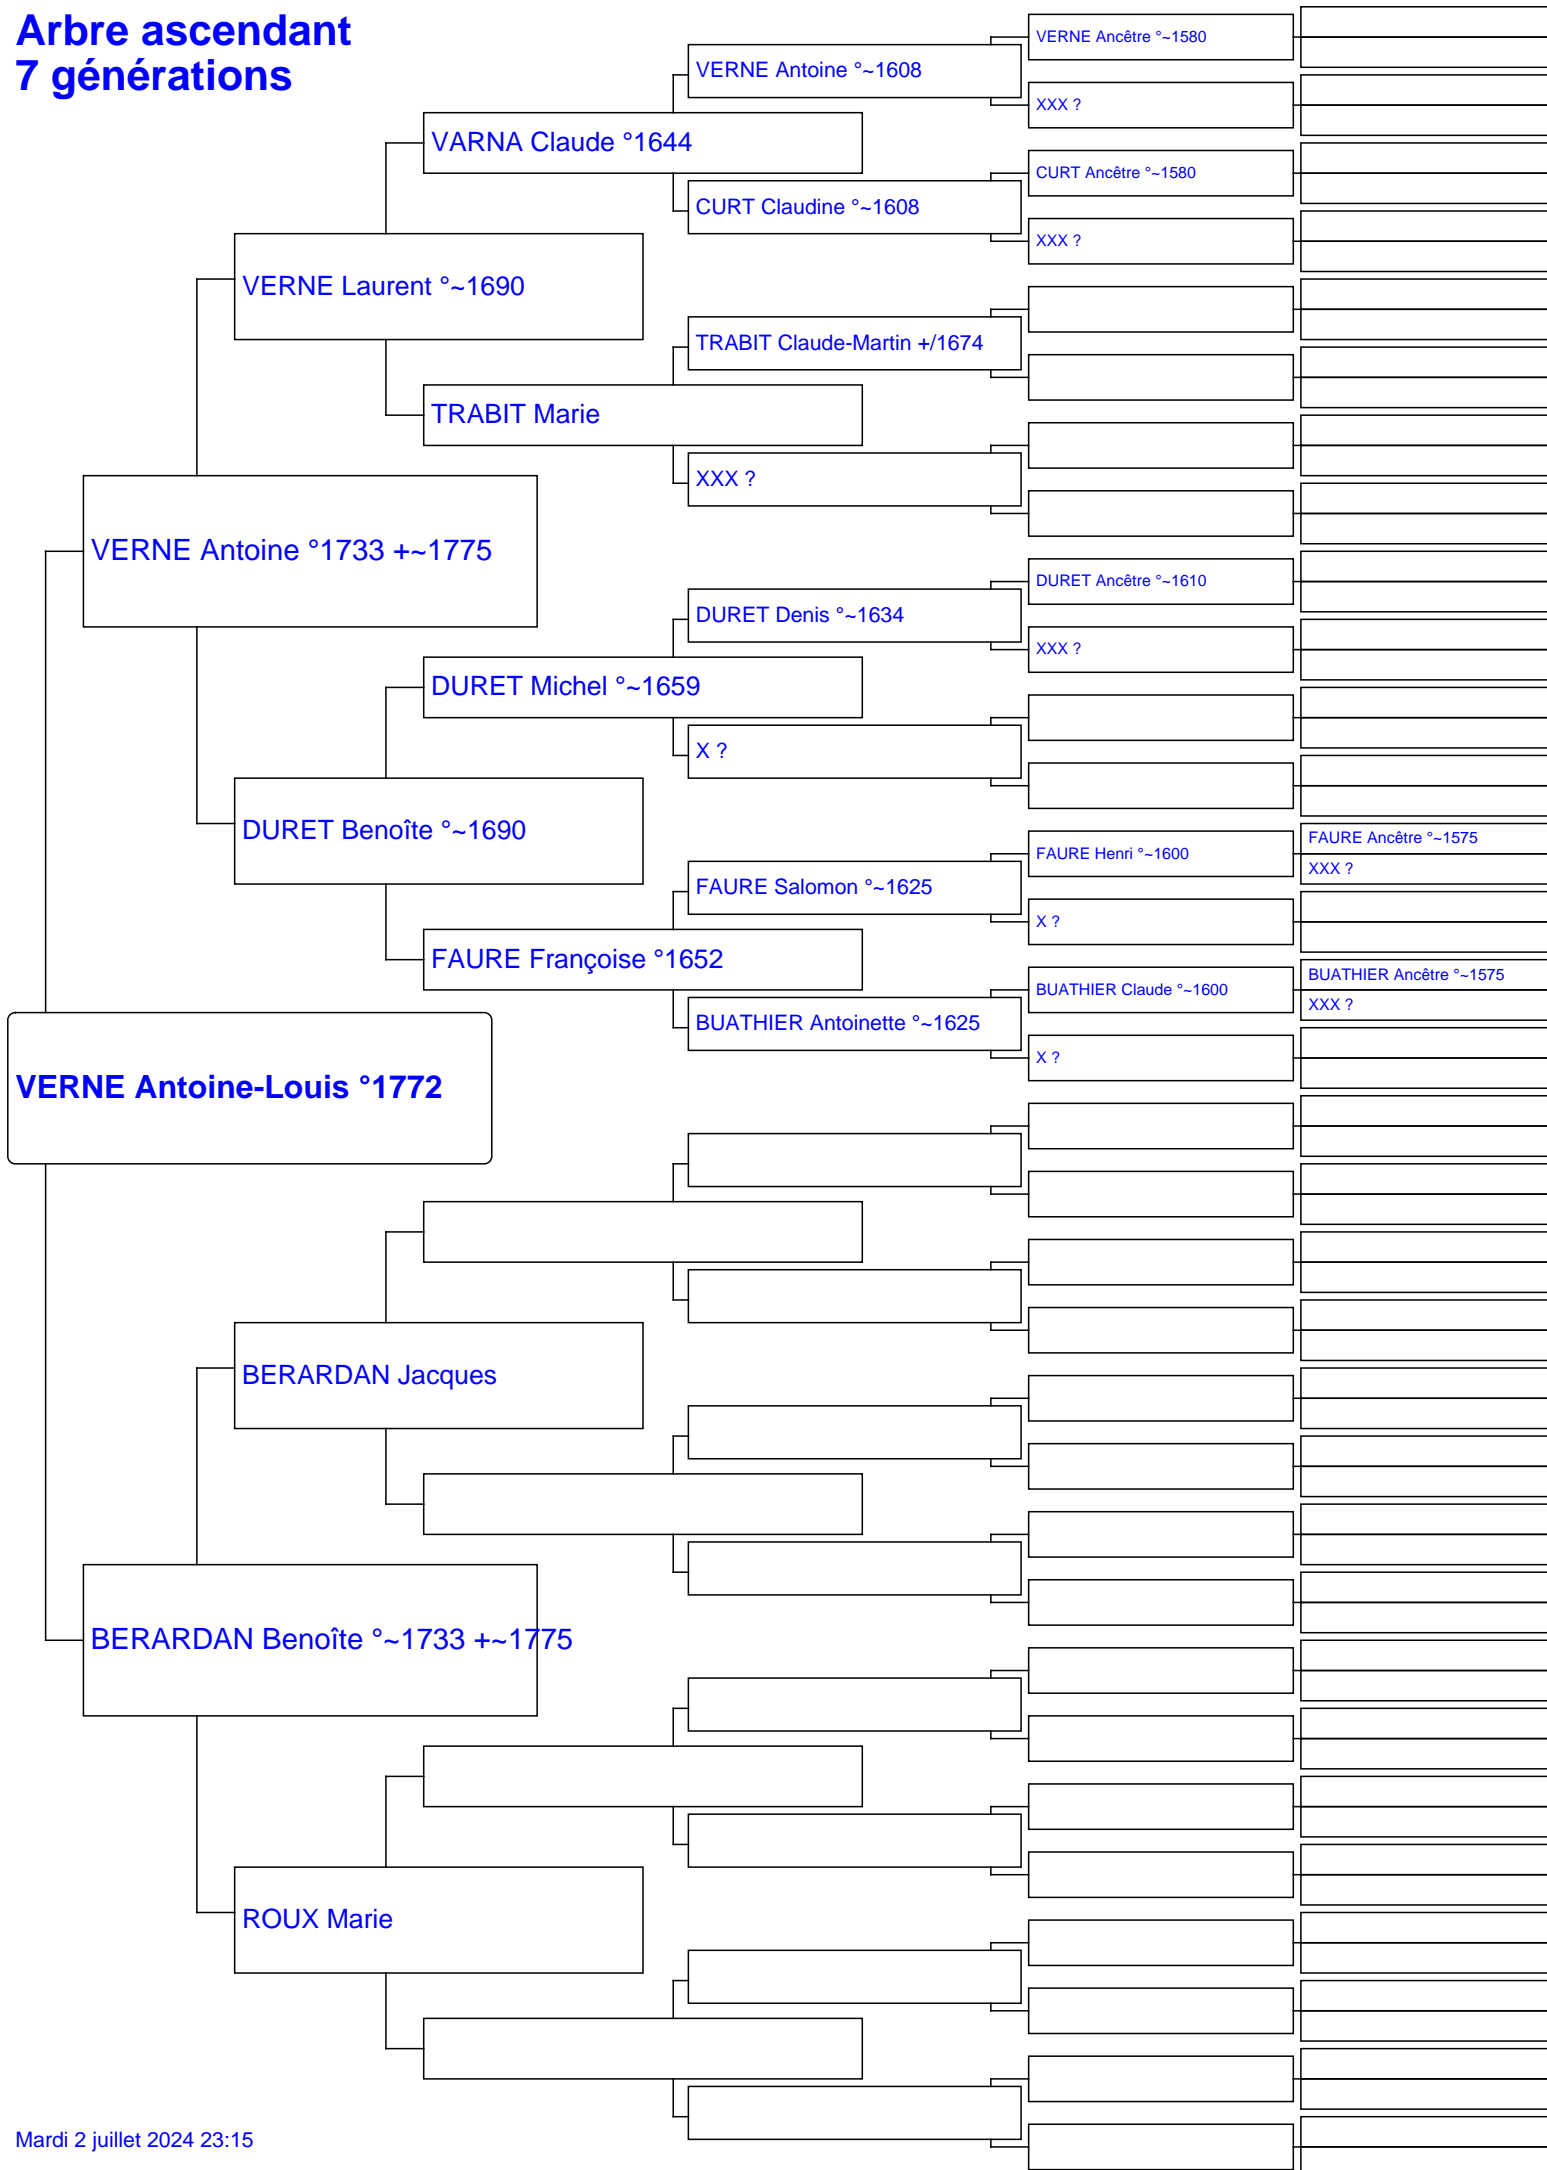 Arbre ascendant
7 générations
VERNE Ancêtre °~1580
VERNE Antoine °~1608
XXX ?
VARNA Claude °1644
CURT Ancêtre °~1580
CURT Claudine °~1608
XXX ?
VERNE Laurent °~1690
TRABIT Claude-Martin +/1674
TRABIT Marie
XXX ?
VERNE Antoine °1733 +~1775
DURET Ancêtre °~1610
DURET Denis °~1634
XXX ?
DURET Michel °~1659
X ?
DURET Benoîte °~1690
FAURE Ancêtre °~1575
FAURE Henri °~1600
XXX ?
FAURE Salomon °~1625
X ?
FAURE Françoise °1652
BUATHIER Ancêtre °~1575
BUATHIER Claude °~1600
XXX ?
BUATHIER Antoinette °~1625
X ?
VERNE Antoine-Louis °1772
BERARDAN Jacques
BERARDAN Benoîte °~1733 +~1775
ROUX Marie
Mardi 2 juillet 2024 23:15